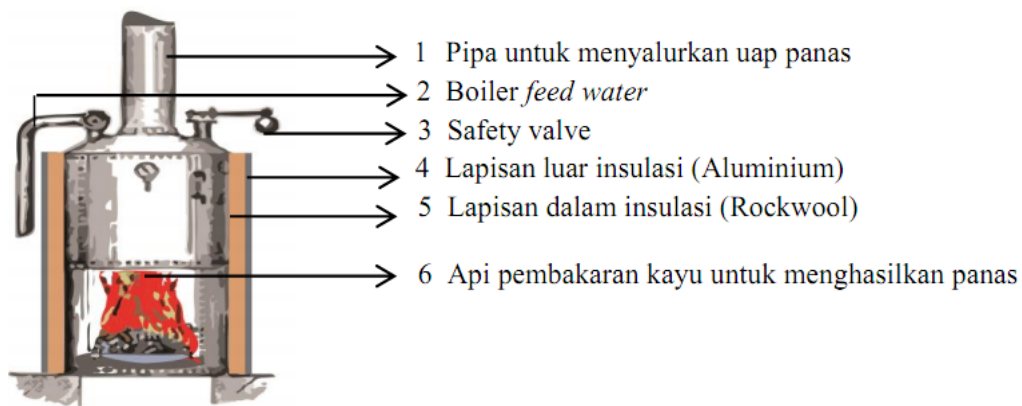 1 Pipa untuk menyalurkan uap panas
2 Boiler feed water
3 Safety valve
4 Lapisan luar insulasi (Aluminium)
5 Lapisan dalam insulasi (Rockwool)
6 Api pembakaran kayu untuk menghasilkan panas